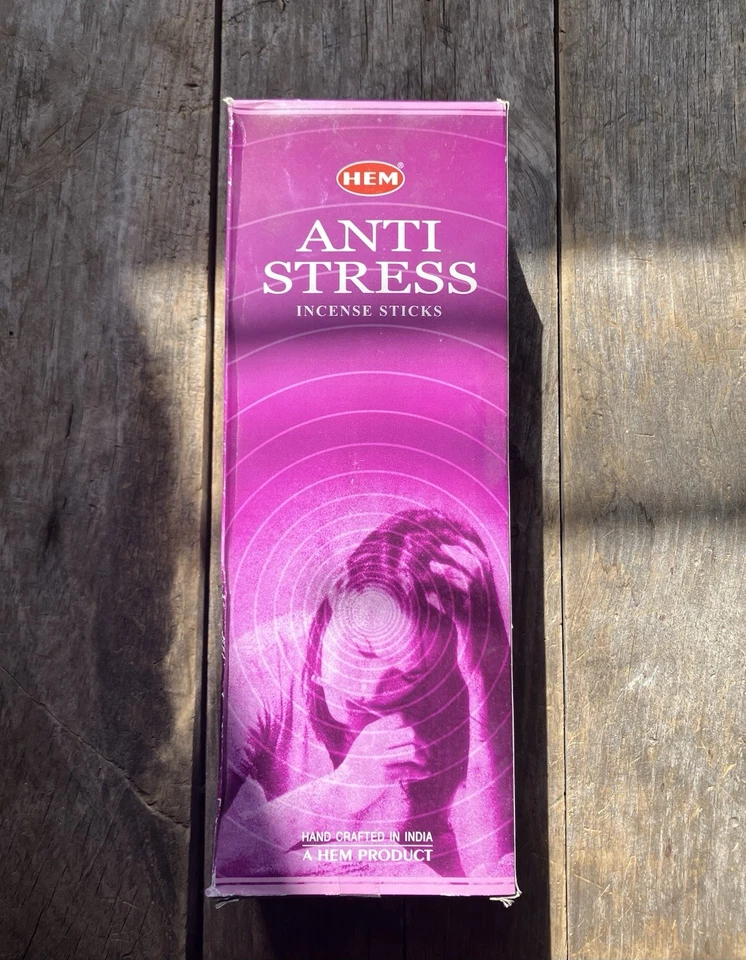 HEM®
ANTI
STRESS
INCENSE STICKS
HAND CRAFTED IN INDIA
A HEM PRODUCT